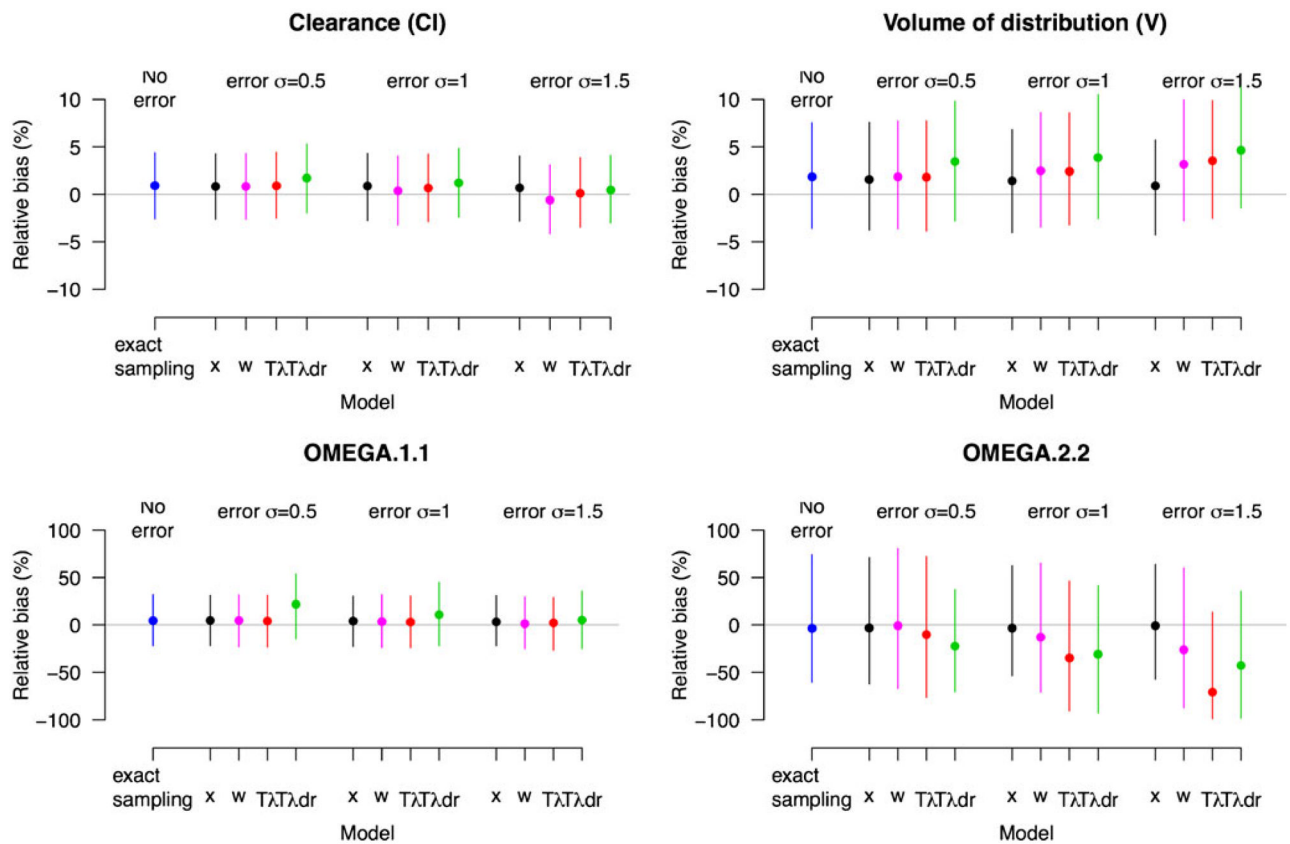 Clearance (Cl)
No
error
error σ=0.5
error σ=1
error σ=1.5
Relative bias (%)
10
5
0
−5
−10
exact
sampling
x w TλTλdr
x w TλTλdr
x w TλTλdr
Model
Volume of distribution (V)
No
error
error σ=0.5
error σ=1
error σ=1.5
Relative bias (%)
10
5
0
−5
−10
exact
sampling
x w TλTλdr
x w TλTλdr
x w TλTλdr
Model
OMEGA.1.1
No
error
error σ=0.5
error σ=1
error σ=1.5
Relative bias (%)
100
50
0
−50
−100
exact
sampling
x w TλTλdr
x w TλTλdr
x w TλTλdr
Model
OMEGA.2.2
No
error
error σ=0.5
error σ=1
error σ=1.5
Relative bias (%)
100
50
0
−50
−100
exact
sampling
x w TλTλdr
x w TλTλdr
x w TλTλdr
Model